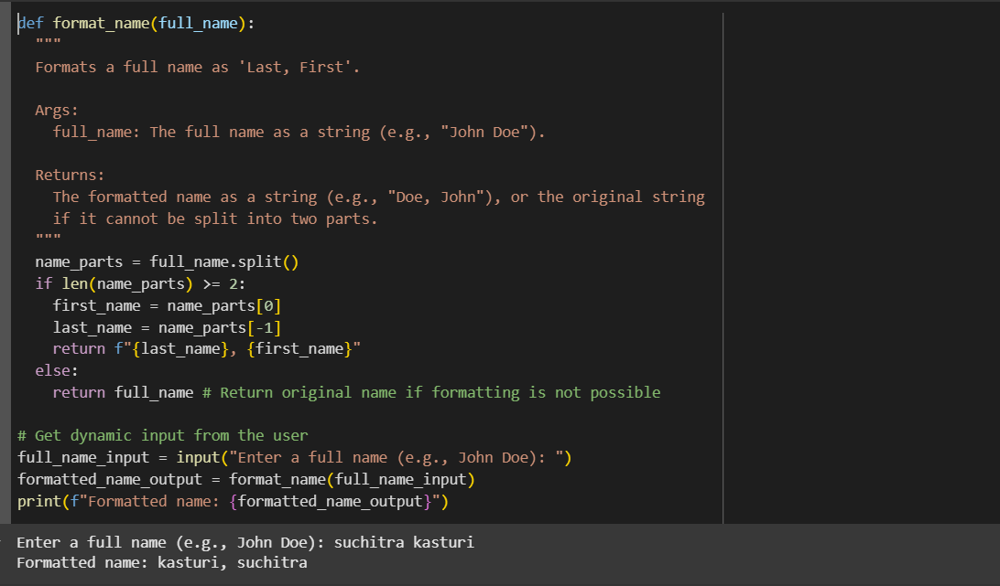 def format_name(full_name):
  """
  Formats a full name as 'Last, First'.

  Args:
    full_name: The full name as a string (e.g., "John Doe").

  Returns:
    The formatted name as a string (e.g., "Doe, John"), or the original string
    if it cannot be split into two parts.
  """
  name_parts = full_name.split()
  if len(name_parts) >= 2:
    first_name = name_parts[0]
    last_name = name_parts[-1]
    return f"{last_name}, {first_name}"
  else:
    return full_name # Return original name if formatting is not possible

# Get dynamic input from the user
full_name_input = input("Enter a full name (e.g., John Doe): ")
formatted_name_output = format_name(full_name_input)
print(f"Formatted name: {formatted_name_output}")
Enter a full name (e.g., John Doe): suchitra kasturi
Formatted name: kasturi, suchitra